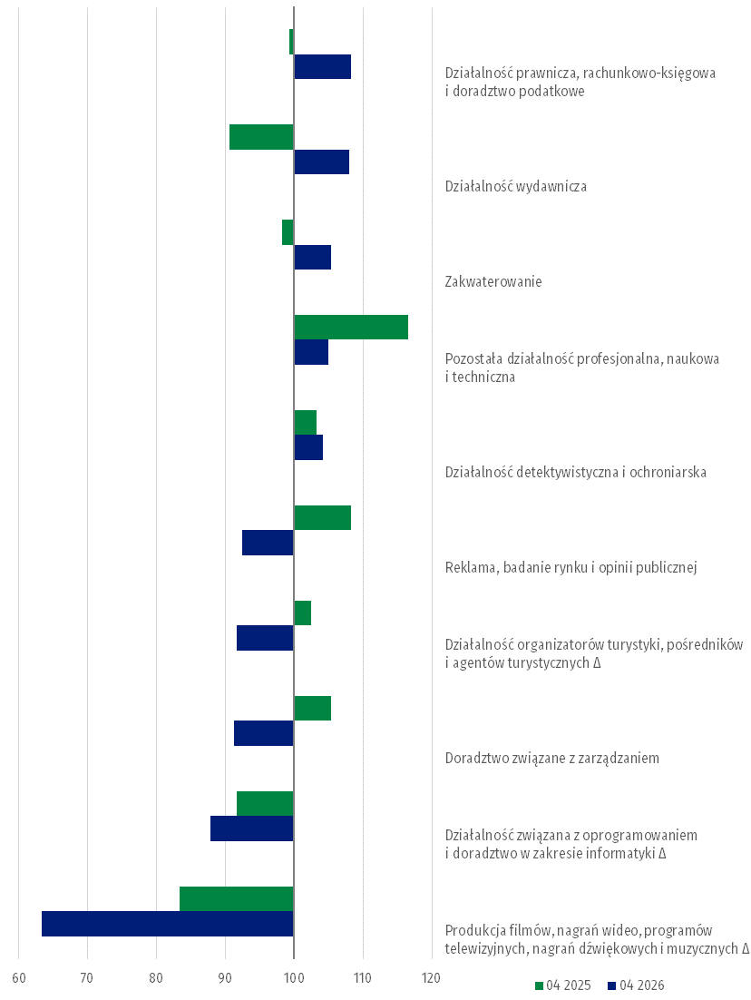 Działalność prawnicza, rachunkowo-księgowa
i doradztwo podatkowe
Działalność wydawnicza
Zakwaterowanie
Pozostała działalność profesjonalna, naukowa
i techniczna
Działalność detektywistyczna i ochroniarska
Reklama, badanie rynku i opinii publicznej
Działalność organizatorów turystyki, pośredników
i agentów turystycznych Δ
Doradztwo związane z zarządzaniem
Działalność związana z oprogramowaniem
i doradztwo w zakresie informatyki Δ
Produkcja filmów, nagrań wideo, programów
telewizyjnych, nagrań dźwiękowych i muzycznych Δ
60 70 80 90 100 110 120
04 2025 04 2026